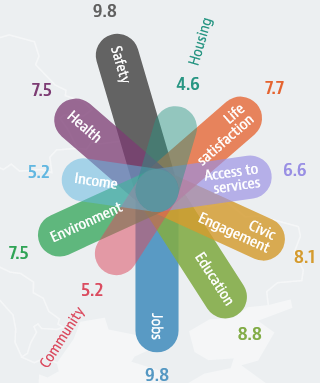 9.8
Safety
Housing
4.6
7.5
Health
7.7
Life
satisfaction
5.2
Income
Access to
services
6.6
7.5
Environment
Civic
Engagement
8.1
5.2
Community
Education
8.8
Jobs
9.8